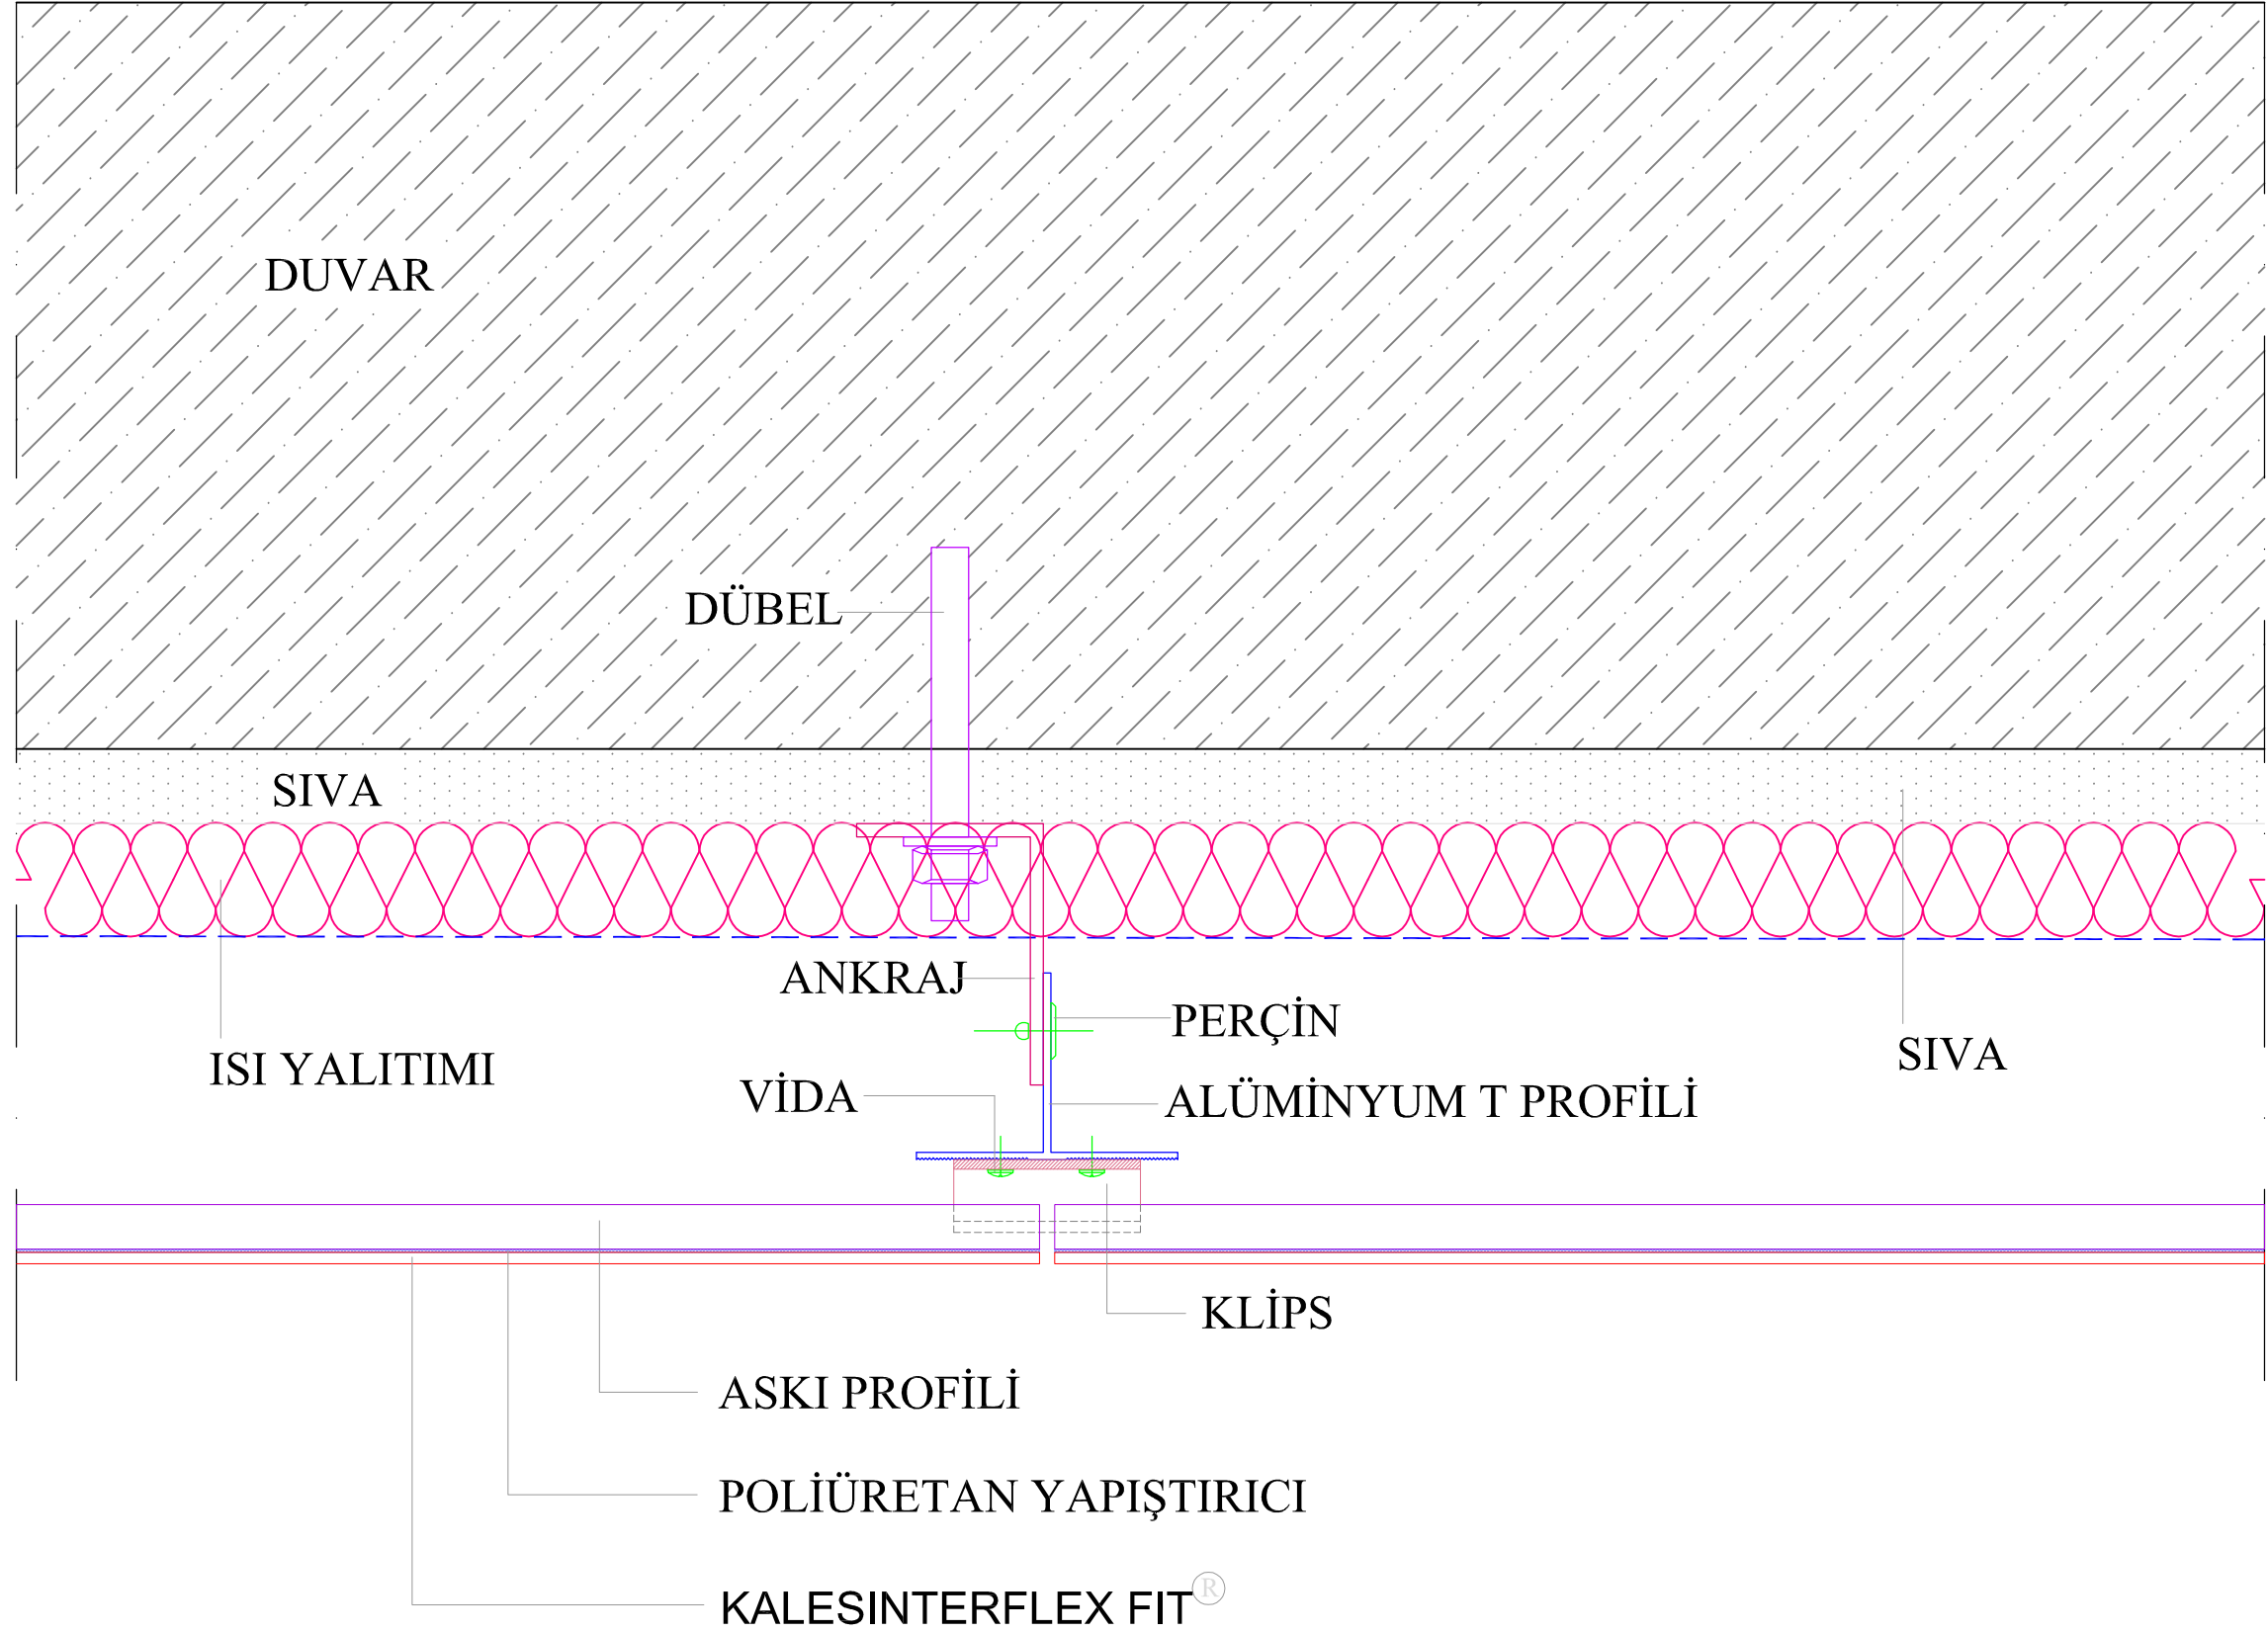 DUVAR
DÜBEL
SIVA
ANKRAJ
PERÇİN
ISI YALITIMI
SIVA
VİDA
ALÜMİNYUM T PROFİLİ
KLİPS
ASKI PROFİLİ
POLİÜRETAN YAPIŞTIRICI
KALESINTERFLEX FIT®